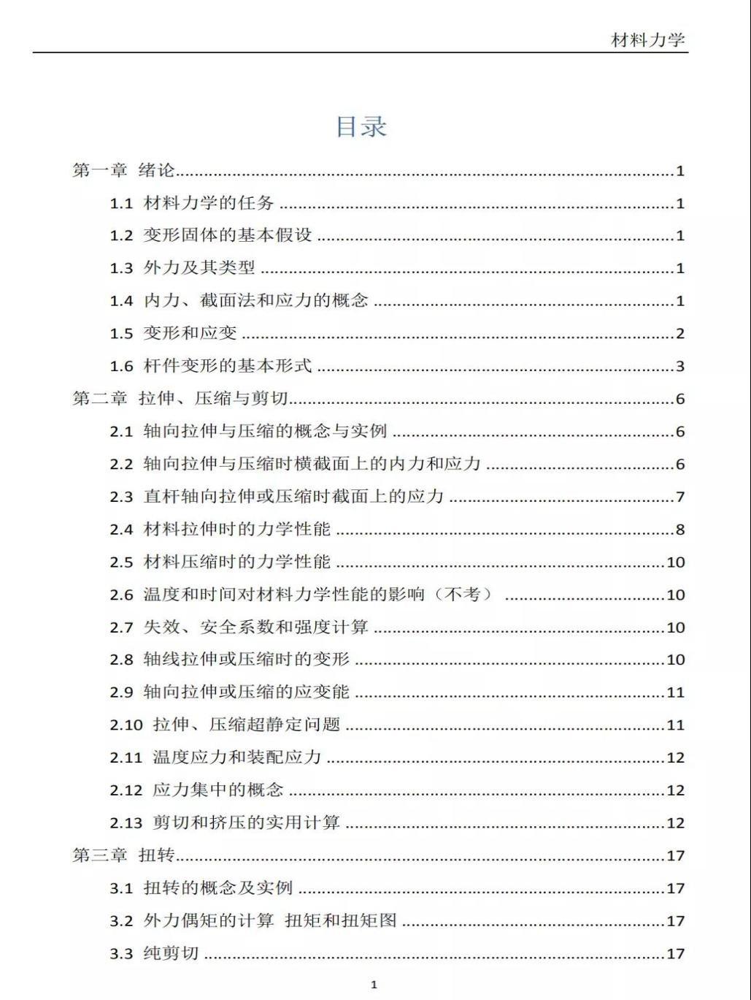 材料力学
目录
第一章 绪论........................................1
1.1 材料力学的任务........................................1
1.2 变形固体的基本假设........................................1
1.3 外力及其类型........................................1
1.4 内力、截面法和应力的概念........................................1
1.5 变形和应变........................................2
1.6 杆件变形的基本形式........................................3
第二章 拉伸、压缩与剪切........................................6
2.1 轴向拉伸与压缩的概念与实例........................................6
2.2 轴向拉伸与压缩时横截面上的内力和应力........................................6
2.3 直杆轴向拉伸或压缩时截面上的应力........................................7
2.4 材料拉伸时的力学性能........................................8
2.5 材料压缩时的力学性能........................................10
2.6 温度和时间对材料力学性能的影响（不考）........................................10
2.7 失效、安全系数和强度计算........................................10
2.8 轴线拉伸或压缩时的变形........................................10
2.9 轴向拉伸或压缩的应变能........................................11
2.10 拉伸、压缩超静定问题........................................11
2.11 温度应力和装配应力........................................12
2.12 应力集中的概念........................................12
2.13 剪切和挤压的实用计算........................................12
第三章 扭转........................................17
3.1 扭转的概念及实例........................................17
3.2 外力偶矩的计算 扭矩和扭矩图........................................17
3.3 纯剪切........................................17
1